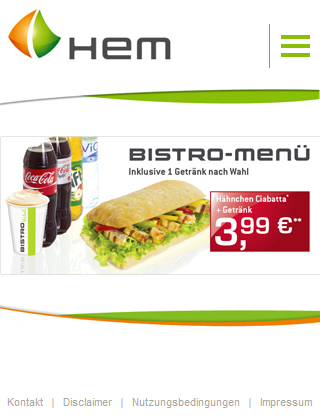 Hem
BISTRO-MENÜ
Inklusive 1 Getränk nach Wahl
Coca-Cola
BISTRO
Hähnchen Ciabatta*
+ Getränk
3,99 €**
Kontakt | Disclaimer | Nutzungsbedingungen | Impressum